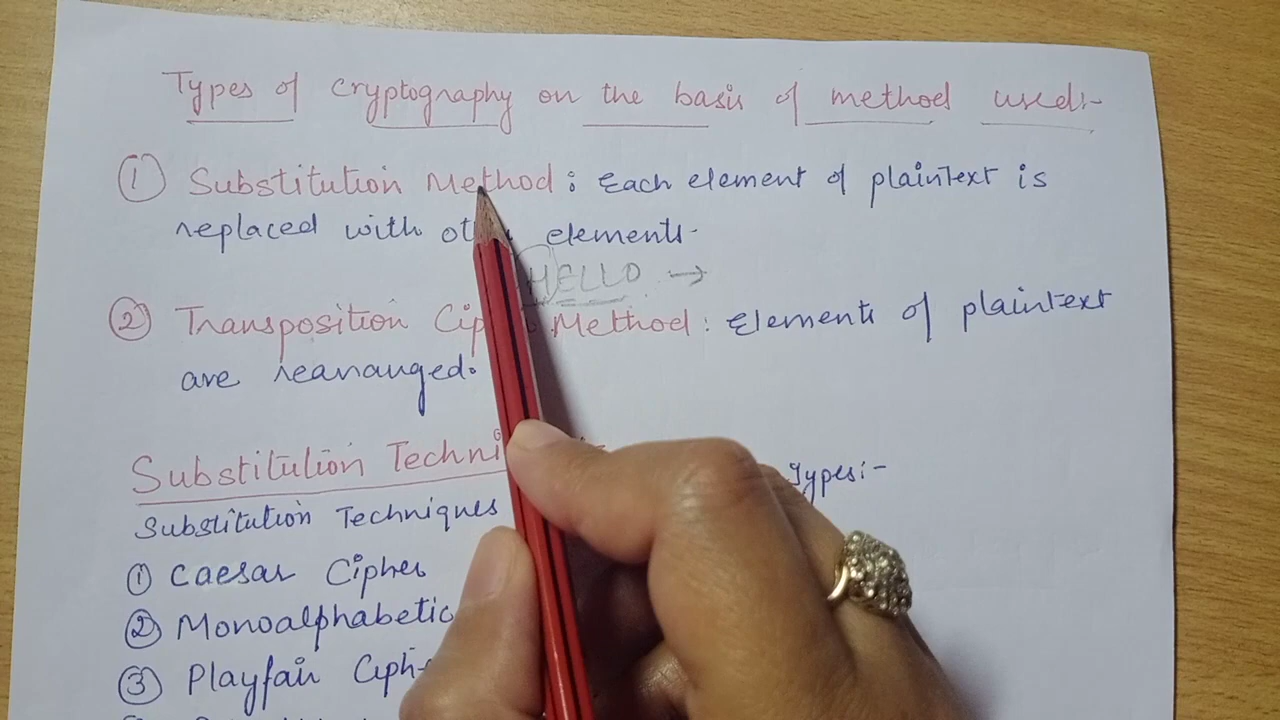 Types of Cryptography on the basis of method used:-
① Substitution Method : Each element of plaintext is
replaced with elements.
HELLO →
② Transposition Method : Elements of plaintext
are rearranged.
Substitution
Substitution Techniques Types:-
① Caesar Cipher
② Monoalphabetic
③ Playfair